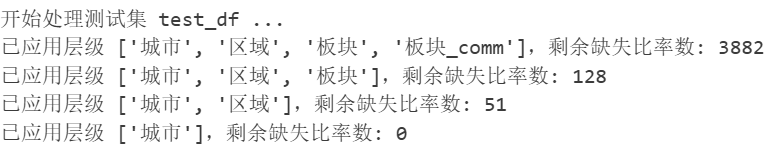 开始处理测试集 test_df ...
已应用层级 ['城市', '区域', '板块', '板块_comm'], 剩余缺失比率数: 3882
已应用层级 ['城市', '区域', '板块'], 剩余缺失比率数: 128
已应用层级 ['城市', '区域'], 剩余缺失比率数: 51
已应用层级 ['城市'], 剩余缺失比率数: 0